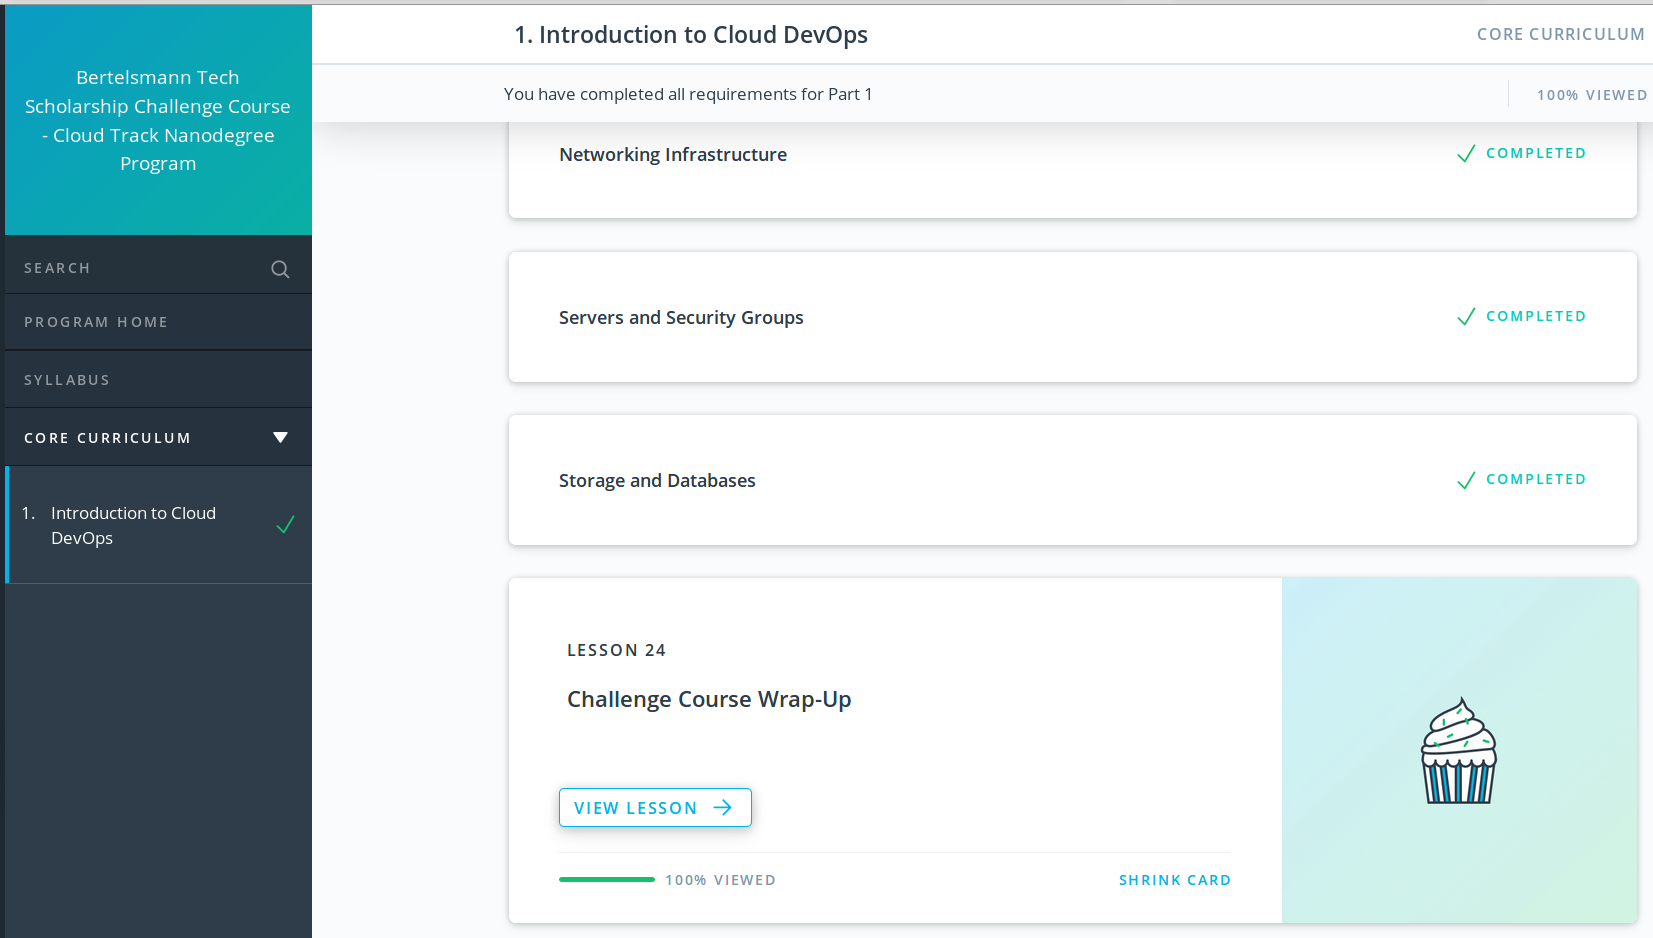 Bertelsmann Tech
Scholarship Challenge Course
- Cloud Track Nanodegree
Program
SEARCH
PROGRAM HOME
SYLLABUS
CORE CURRICULUM
1. Introduction to Cloud
DevOps
1. Introduction to Cloud DevOps
CORE CURRICULUM
You have completed all requirements for Part 1
100% VIEWED
Networking Infrastructure
COMPLETED
Servers and Security Groups
COMPLETED
Storage and Databases
COMPLETED
LESSON 24
Challenge Course Wrap-Up
VIEW LESSON
100% VIEWED
SHRINK CARD